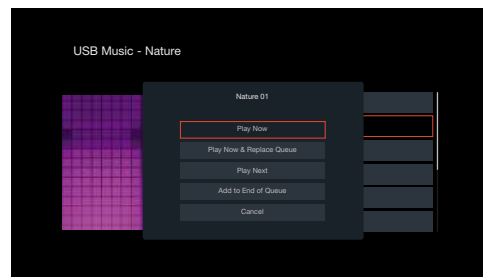 USB Music - Nature
Nature 01
Play Now
Play Now & Replace Queue
Play Next
Add to End of Queue
Cancel